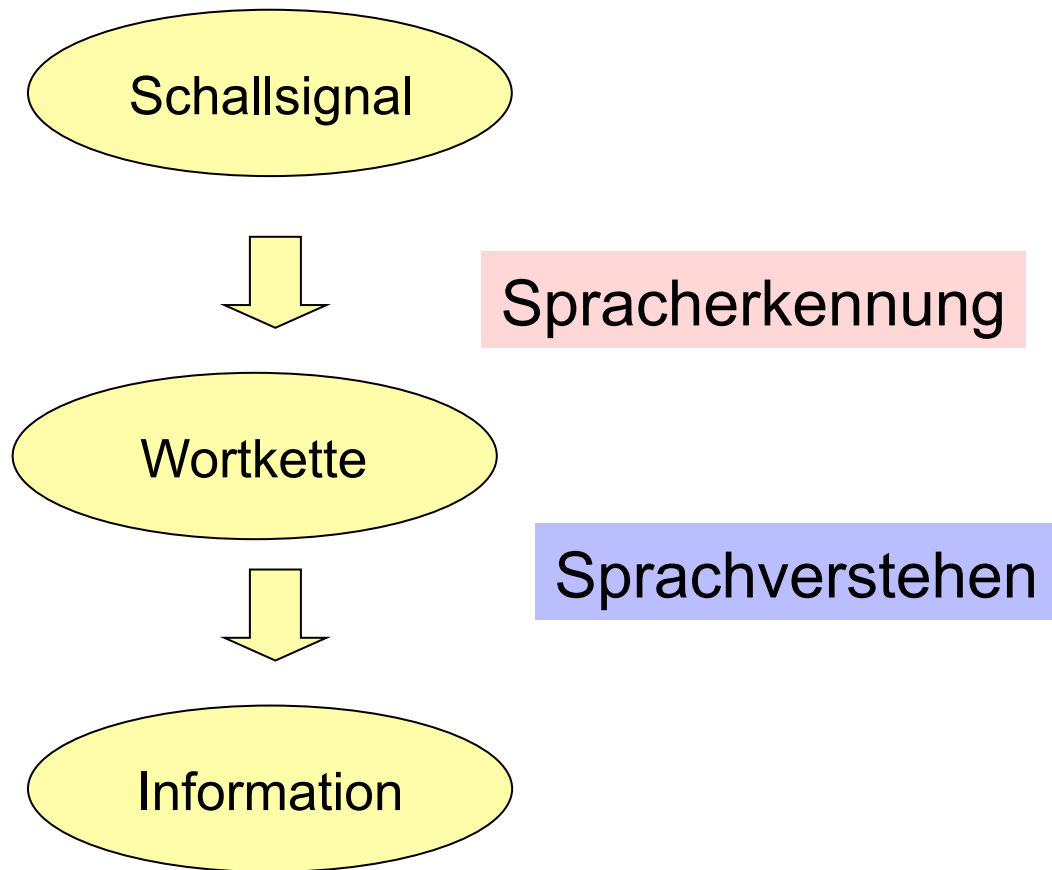 Schallsignal
Spracherkennung
Wortkette
Sprachverstehen
Information